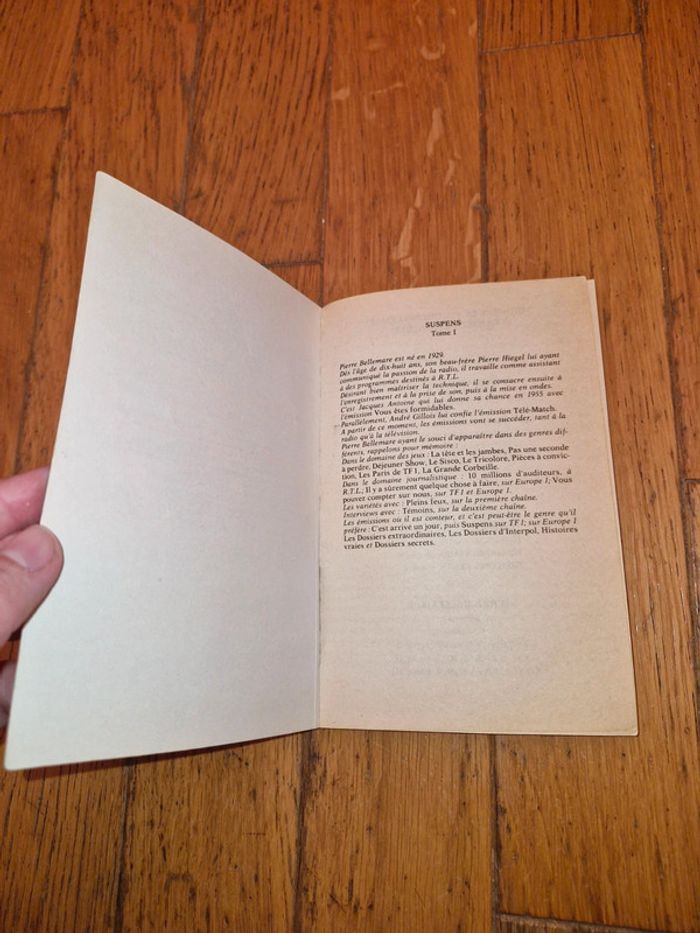 SUSPENS
Tome I
Pierre Bellemare est né en 1929.
Dès l'âge de dix-huit ans, son beau-frère Pierre Hiegel lui ayant
communiqué la passion de la radio, il travaille comme assistant
à des programmes destinés à R.T.L.
Désirant bien maîtriser la technique, il se consacre ensuite à
l'enregistrement et à la prise de son, puis à la mise en ondes.
C'est Jacques Antoine qui lui donne sa chance en 1955 avec
l'émission Vous êtes formidables.
Parallèlement, André Gillois lui confie l'émission Télé-Match.
A partir de ce moment, les émissions vont se succéder, tant à la
radio qu'à la télévision.
Pierre Bellemare ayant le souci d'apparaître dans des genres dif-
férents, rappelons pour mémoire :
Dans le domaine des jeux : La tête et les jambes, Pas une seconde
à perdre, Déjeuner Show, Le Sisco, Le Tricolore, Pièces à convic-
tion, Les Paris de TF1, La Grande Corbeille.
Dans le domaine journalistique : 10 millions d'auditeurs, à
R.T.L; Il y a sûrement quelque chose à faire, sur Europe 1; Vous
pouvez compter sur nous, sur TF1 et Europe 1.
Les variétés avec : Pleins feux, sur la première chaîne.
Interviews avec : Témoins, sur la deuxième chaîne.
Les émissions où il est conteur, et c'est peut-être le genre qu'il
préfère : C'est arrivé un jour, puis Suspens sur TF1; sur Europe 1
Les Dossiers extraordinaires, Les Dossiers d'Interpol, Histoires
vraies et Dossiers secrets.